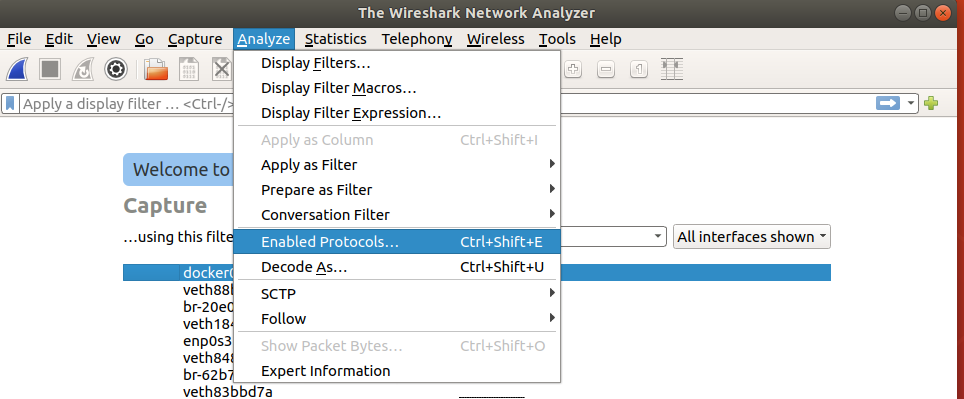 The Wireshark Network Analyzer
File Edit View Go Capture Analyze Statistics Telephony Wireless Tools Help
Display Filters…
Display Filter Macros…
Display Filter Expression…
Apply a display filter … <Ctrl-/>
Apply as Column Ctrl+Shift+I
Apply as Filter
Prepare as Filter
Conversation Filter
Enabled Protocols… Ctrl+Shift+E
Decode As… Ctrl+Shift+U
SCTP
Follow
Show Packet Bytes… Ctrl+Shift+O
Expert Information
Welcome to
Capture
…using this filte
All interfaces shown
docker0
veth88
br-20e0
veth184
enp0s3
veth848
br-62b7
veth83bbd7a